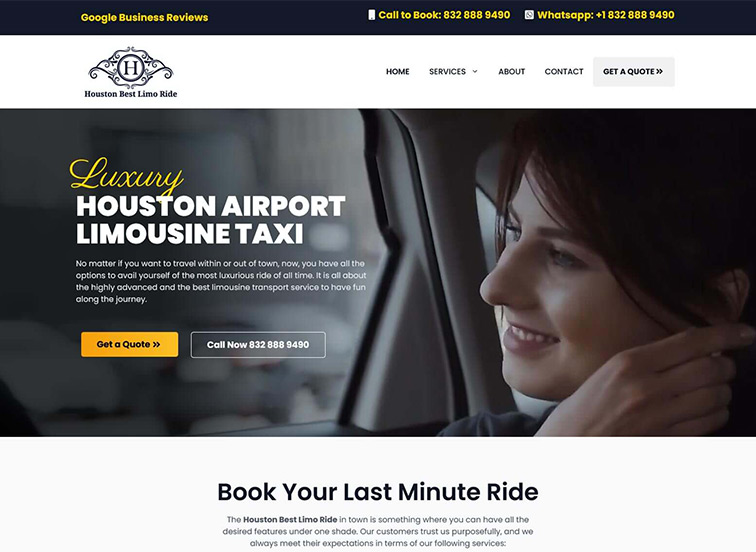 Google Business Reviews
Call to Book: 832 888 9490
Whatsapp: +1 832 888 9490
H
Houston Best Limo Ride
HOME
SERVICES
ABOUT
CONTACT
GET A QUOTE »
Luxury
HOUSTON AIRPORT
LIMOUSINE TAXI
No matter if you want to travel within or out of town, now, you have all the
options to avail yourself of the most luxurious ride of all time. It is all about
the highly advanced and the best limousine transport service to have fun
along the journey.
Get a Quote »
Call Now 832 888 9490
Book Your Last Minute Ride
The Houston Best Limo Ride in town is something where you can have all the
desired features under one shade. Our customers trust us purposefully, and we
always meet their expectations in terms of our following services: